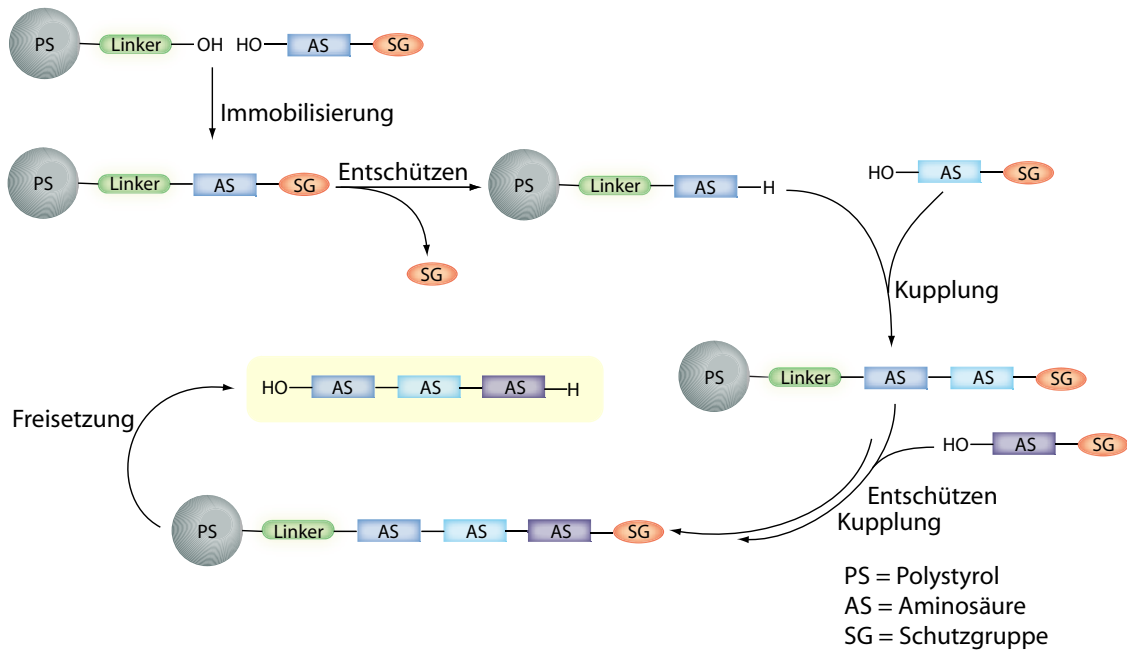 PS Linker OH HO AS SG
Immobilisierung
PS Linker AS SG
Entschützen
SG
PS Linker AS H
HO AS SG
Kupplung
PS Linker AS AS SG
HO AS SG
Entschützen
Kupplung
PS Linker AS AS AS SG
Freisetzung
HO AS AS AS H
PS = Polystyrol
AS = Aminosäure
SG = Schutzgruppe